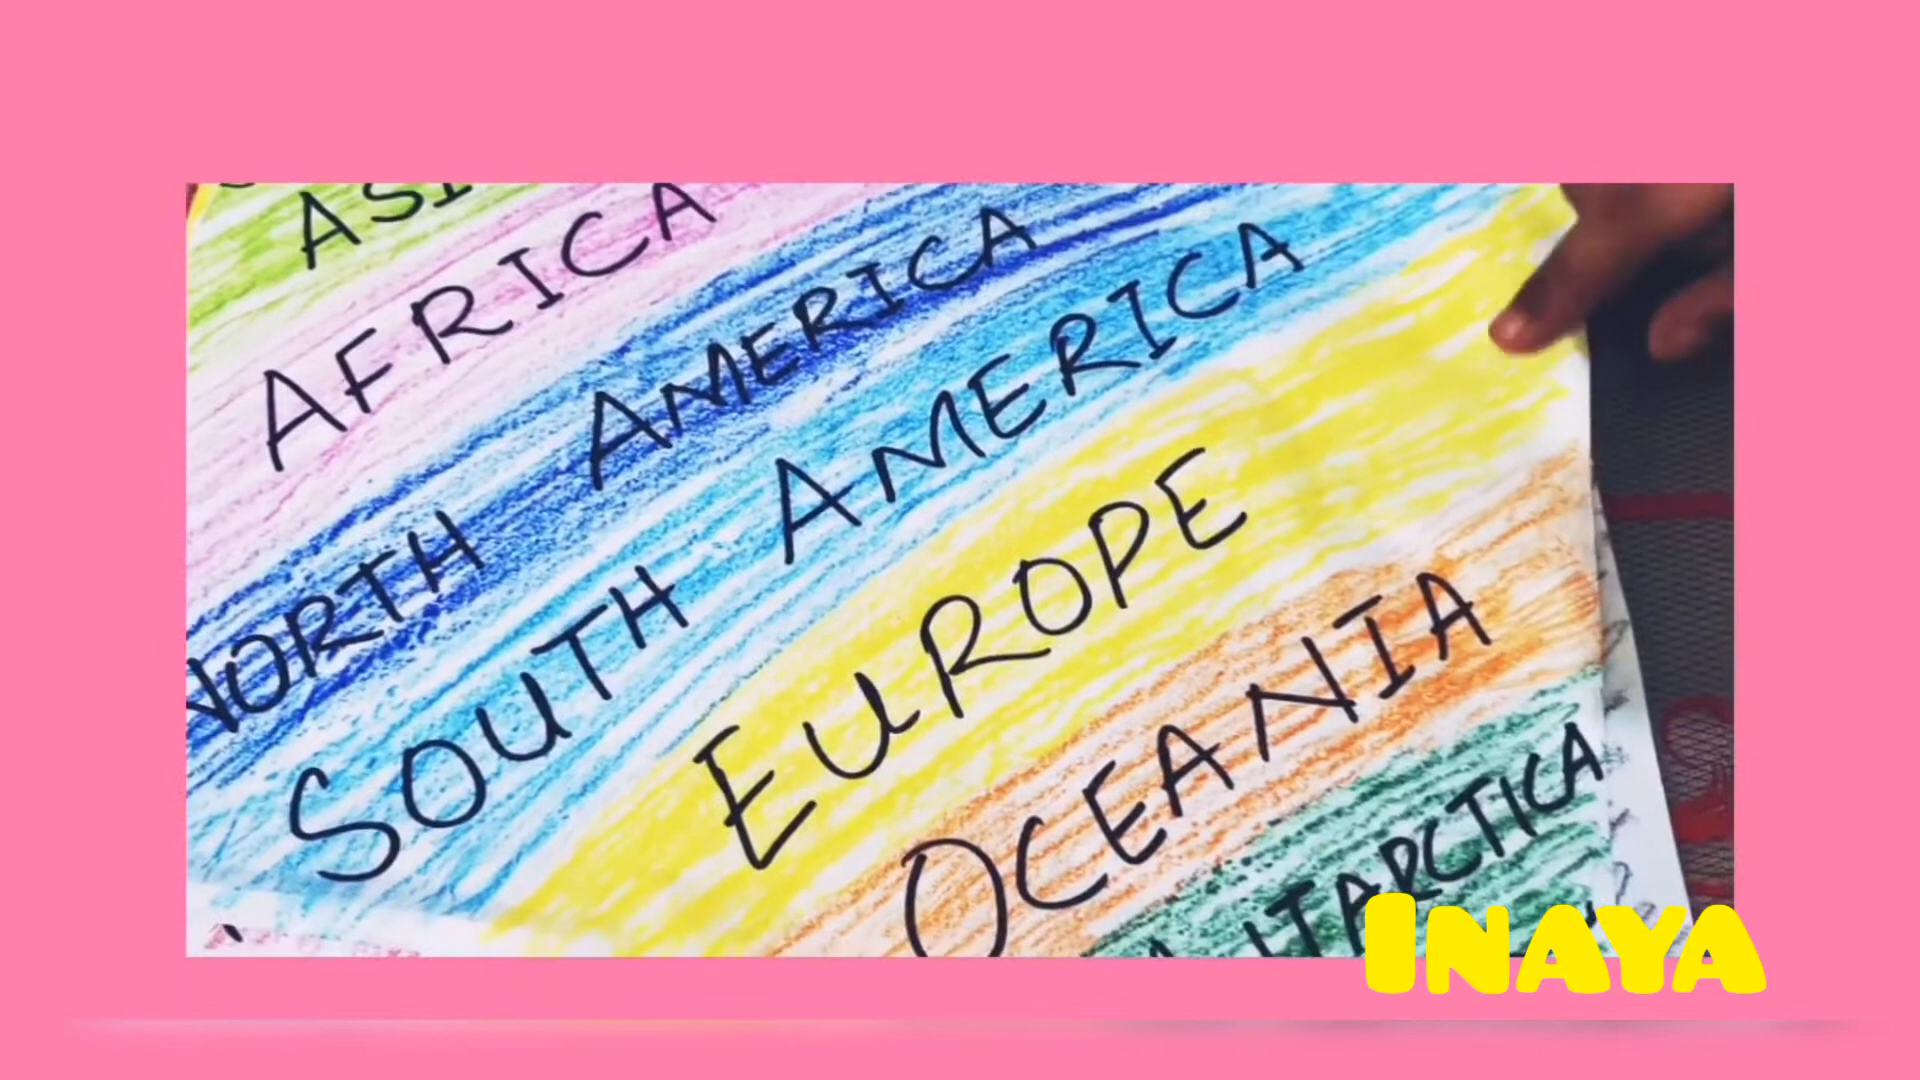 AFRICA
NORTH AMERICA
SOUTH AMERICA
EUROPE
OCEANIA
INAYA